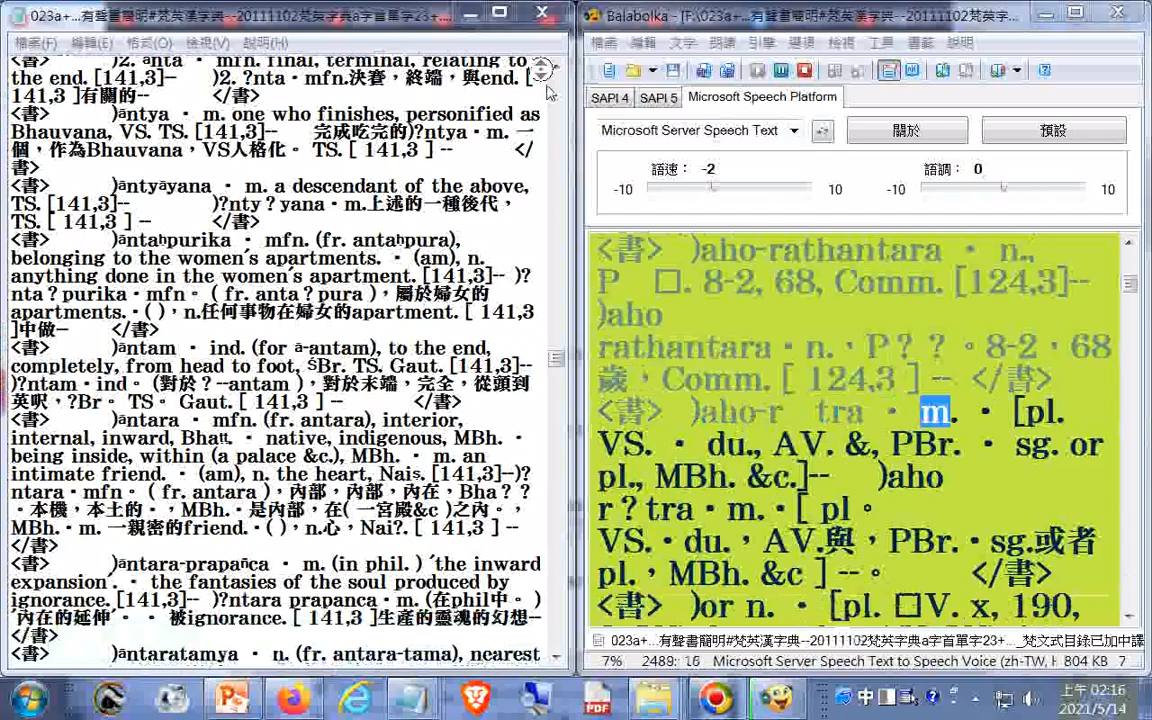 023a+...有聲書簡明#梵英漢字典--20111102梵英字典a字首單字23+...
檔案(F) 編輯(E) 格式(O) 檢視(V) 說明(H)
<書> )2. ānta • mfn. final, terminal, relating to
the end. [141,3]-- )2. ?nta • mfn.決賽，終端，與end. [
141,3 ]有關的-- </書>
<書> )āntya • m. one who finishes, personified as
Bhauvana, VS. TS. [141,3]-- 完成吃完的)?ntya • m. 一
個，作為Bhauvana，VS人格化。 TS. [ 141,3 ] -- </
書>
<書> )āntyāyana • m. a descendant of the above,
TS. [141,3]-- )?nty ? yana • m.上述的一種後代，
TS. [ 141,3 ] -- </書>
<書> )āntaḥpurika • mfn. (fr. antaḥpura),
belonging to the women's apartments. • (am), n.
anything done in the women's apartment. [141,3]-- )?
nta ? purika • mfn。 ( fr. anta ? pura )，屬於婦女的
apartments. • ( )，n.任何事物在婦女的apartment. [ 141,3
]中做-- </書>
<書> )āntam • ind. (for ā-antam), to the end,
completely, from head to foot, ŚBr. TS. Gaut. [141,3]--
)?ntam • ind。 (對於 ? --antam )，對於末端，完全，從頭到
英呎，?Br。 TS。 Gaut. [ 141,3 ] -- </書>
<書> )āntara • mfn. (fr. antara), interior,
internal, inward, Bhaṭṭ. • native, indigenous, MBh. •
being inside, within (a palace &c.), MBh. • m. an
intimate friend. • (am), n. the heart, Naiṣ. [141,3]--)?
ntara • mfn。 ( fr. antara )，內部，內部，內在，Bha ? ?
。本機，本土的。，MBh. • 是內部，在( 一宮殿&c )之內。，
MBh. • m. 一親密的friend. • ( )，n.心，Nai?. [ 141,3 ] --
</書>
<書> )āntara-prapañca • m. (in phil. ) 'the inward
expansion'. • the fantasies of the soul produced by
ignorance. [141,3]-- )?ntara prapanca • m. (在phil中。 )
'內在的延伸'。 • 被ignorance. [ 141,3 ]生產的靈魂的幻想--
</書>
<書> )āntaratamya • n. (fr. antara-tama), nearest
Balabolka - [F:\023a+...有聲書簡明#梵英漢字典--20111102梵英字...
檔案 編輯 文字 朗讀 引擎 選項 檢視 工具 書籤 說明
SAPI 4 SAPI 5 Microsoft Speech Platform
Microsoft Server Speech Text 關於 預設
語速： -2 語調： 0
-10 10 -10 10
<書> )aho-rathantara • n.,
P □. 8-2, 68, Comm. [124,3]--
)aho
rathantara • n.，P ? ? 。8-2，68
歲，Comm. [ 124,3 ] -- </書>
<書> )aho-r tra • m. • [pl.
VS. • du., AV. &, PBr. • sg. or
pl., MBh. &c.]-- )aho
r ? tra • m. • [ pl 。
VS. • du.，AV.與，PBr. • sg.或者
pl.，MBh. &c ] --。 </書>
<書> )or n. • [pl. □V. x, 190,
023a+...有聲書簡明#梵英漢字典--20111102梵英字典a字首單字23+..._梵文式目錄已加中譯
7% 2489: 16 Microsoft Server Speech Text to Speech Voice (zh-TW, H 804 KB 7
中
上午 02:16
2021/5/14